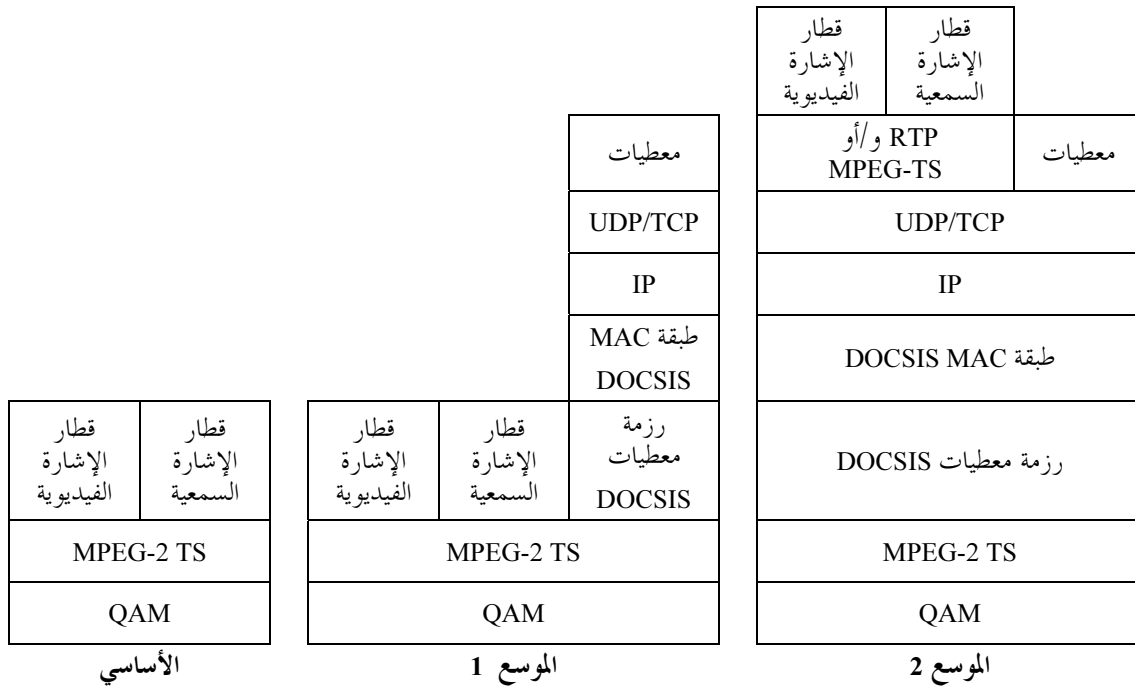 قطار
الإشارة
الفيديوية
قطار
الإشارة
السمعية
RTP و/أو
MPEG-TS
معطيات
UDP/TCP
IP
طبقة DOCSIS MAC
رزمة معطيات DOCSIS
MPEG-2 TS
QAM
الموسع 2
معطيات
UDP/TCP
IP
طبقة MAC
DOCSIS
قطار
الإشارة
الفيديوية
قطار
الإشارة
السمعية
رزمة
معطيات
DOCSIS
MPEG-2 TS
QAM
الموسع 1
قطار
الإشارة
الفيديوية
قطار
الإشارة
السمعية
MPEG-2 TS
QAM
الأساسي